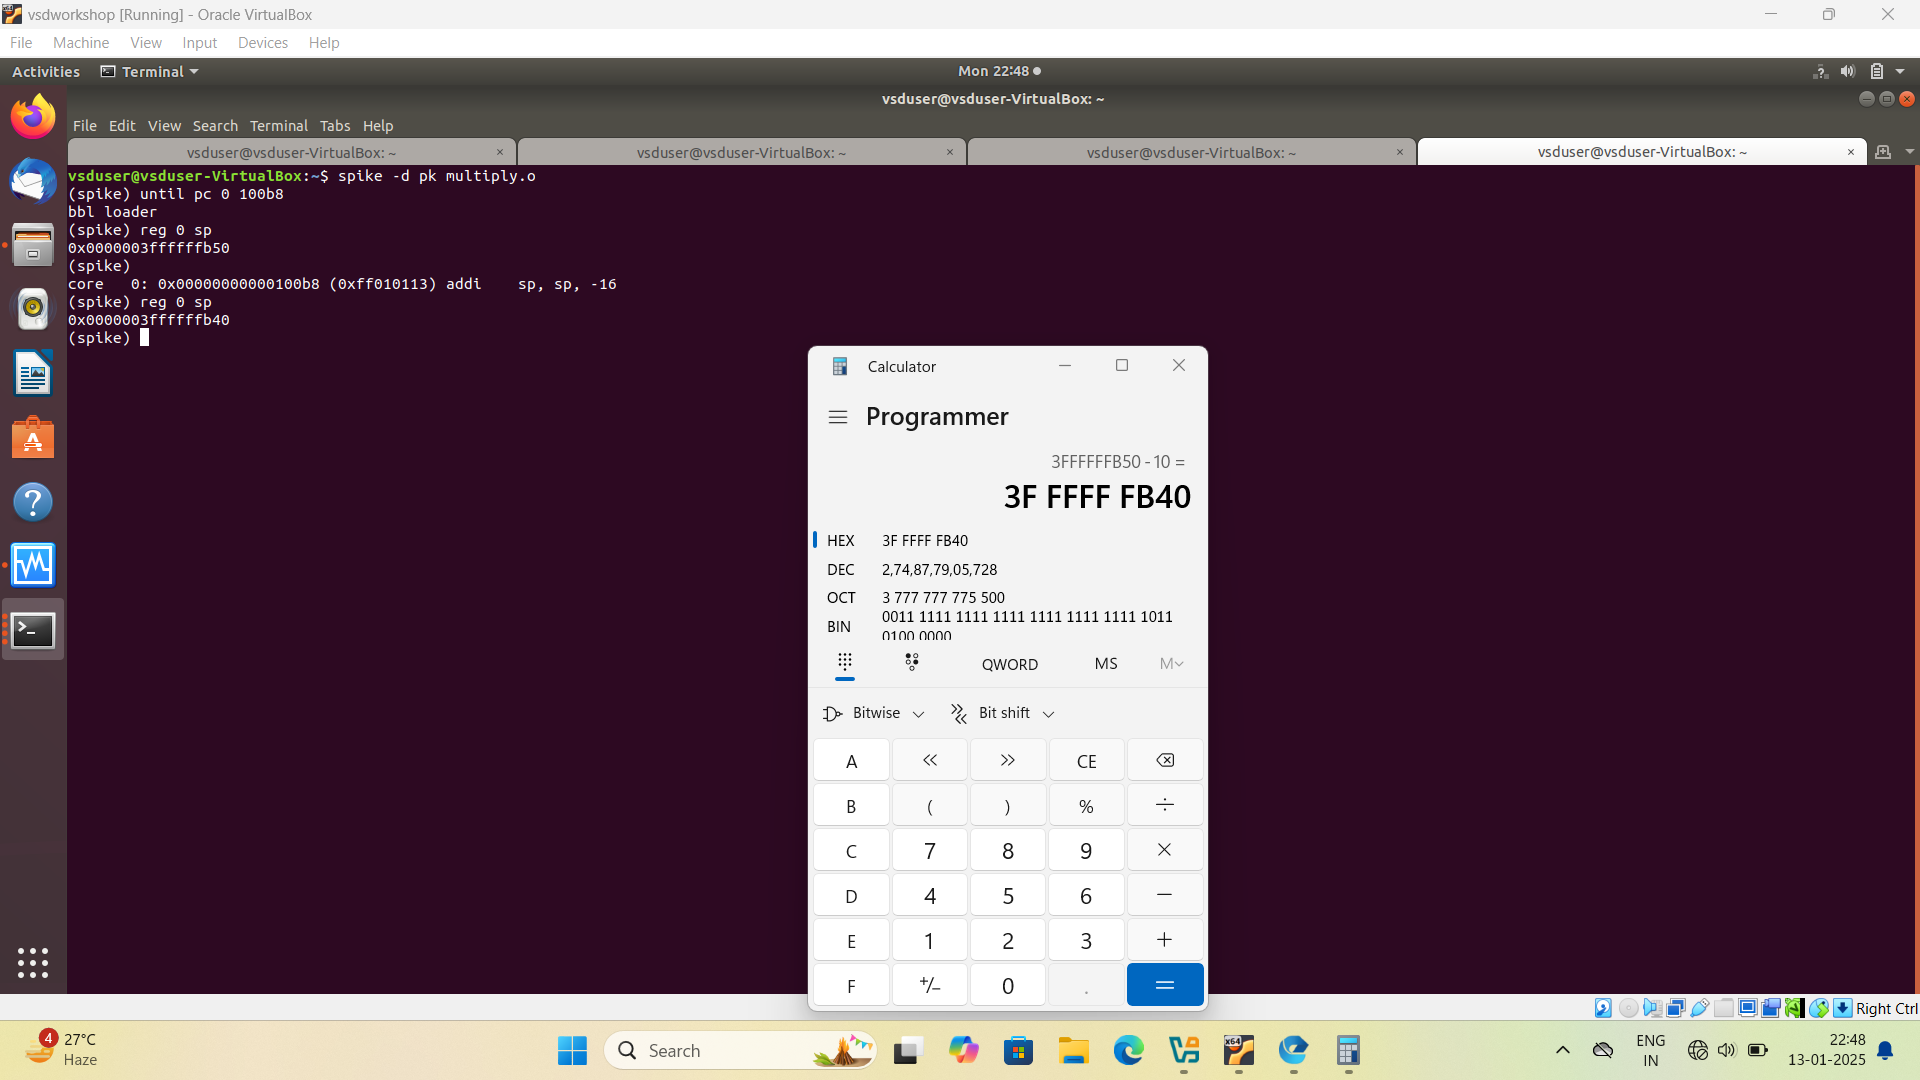 vsdworkshop [Running] - Oracle VirtualBox
File Machine View Input Devices Help
Activities Terminal Mon 22:48
vsduser@vsduser-VirtualBox: ~
File Edit View Search Terminal Tabs Help
vsduser@vsduser-VirtualBox: ~ × vsduser@vsduser-VirtualBox: ~ × vsduser@vsduser-VirtualBox: ~ × vsduser@vsduser-VirtualBox: ~ ×
vsduser@vsduser-VirtualBox:~$ spike -d pk multiply.o
(spike) until pc 0 100b8
bbl loader
(spike) reg 0 sp
0x0000003ffffffb50
(spike)
core   0: 0x00000000000100b8 (0xff010113) addi    sp, sp, -16
(spike) reg 0 sp
0x0000003ffffffb40
(spike)
Calculator
Programmer
3FFFFFFB50 - 10 =
3F FFFF FB40
HEX 3F FFFF FB40
DEC 2,74,87,79,05,728
OCT 3 777 777 775 500
BIN 0011 1111 1111 1111 1111 1111 1111 1011
0100 0000
QWORD MS M
Bitwise Bit shift
A << >> CE
B ( ) % ÷
C 7 8 9 ×
D 4 5 6 −
E 1 2 3 +
F +/− 0 . =
Right Ctrl
4 27°C
Haze
Search
x64
ENG
IN
22:48
13-01-2025